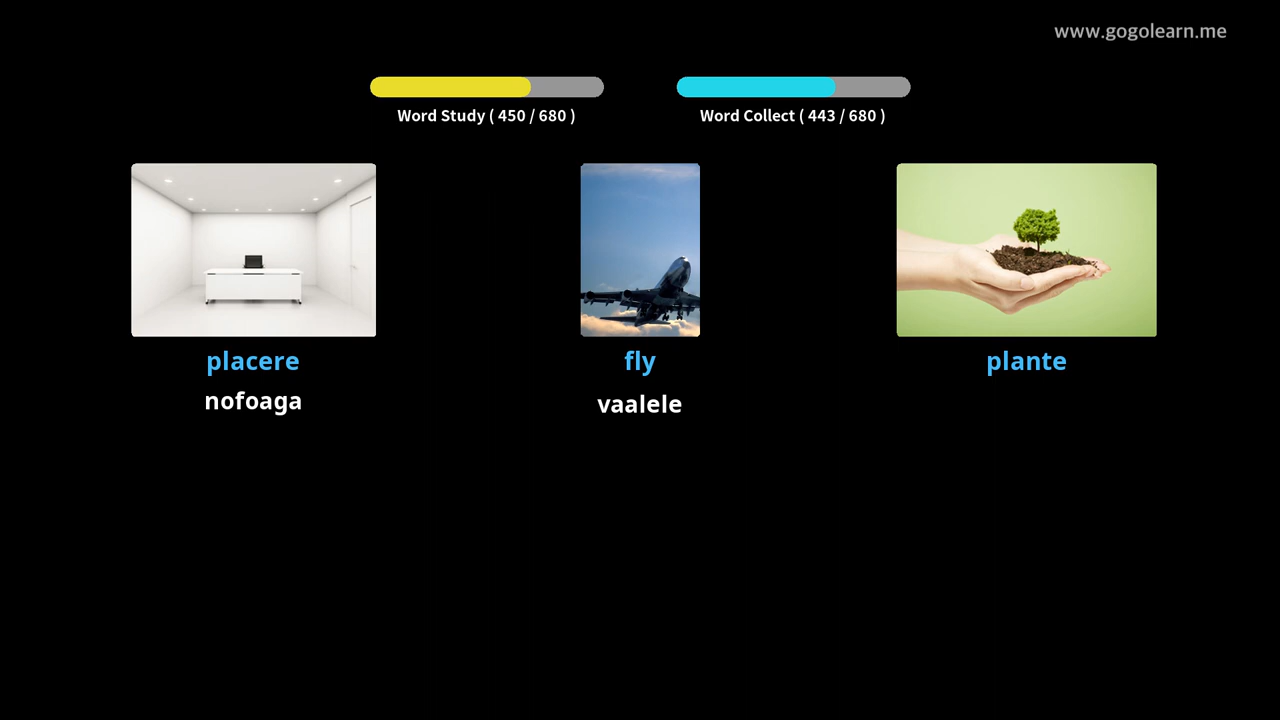 www.gogolearn.me
Word Study ( 450 / 680 )
Word Collect ( 443 / 680 )
placere
fly
plante
nofoaga
vaalele